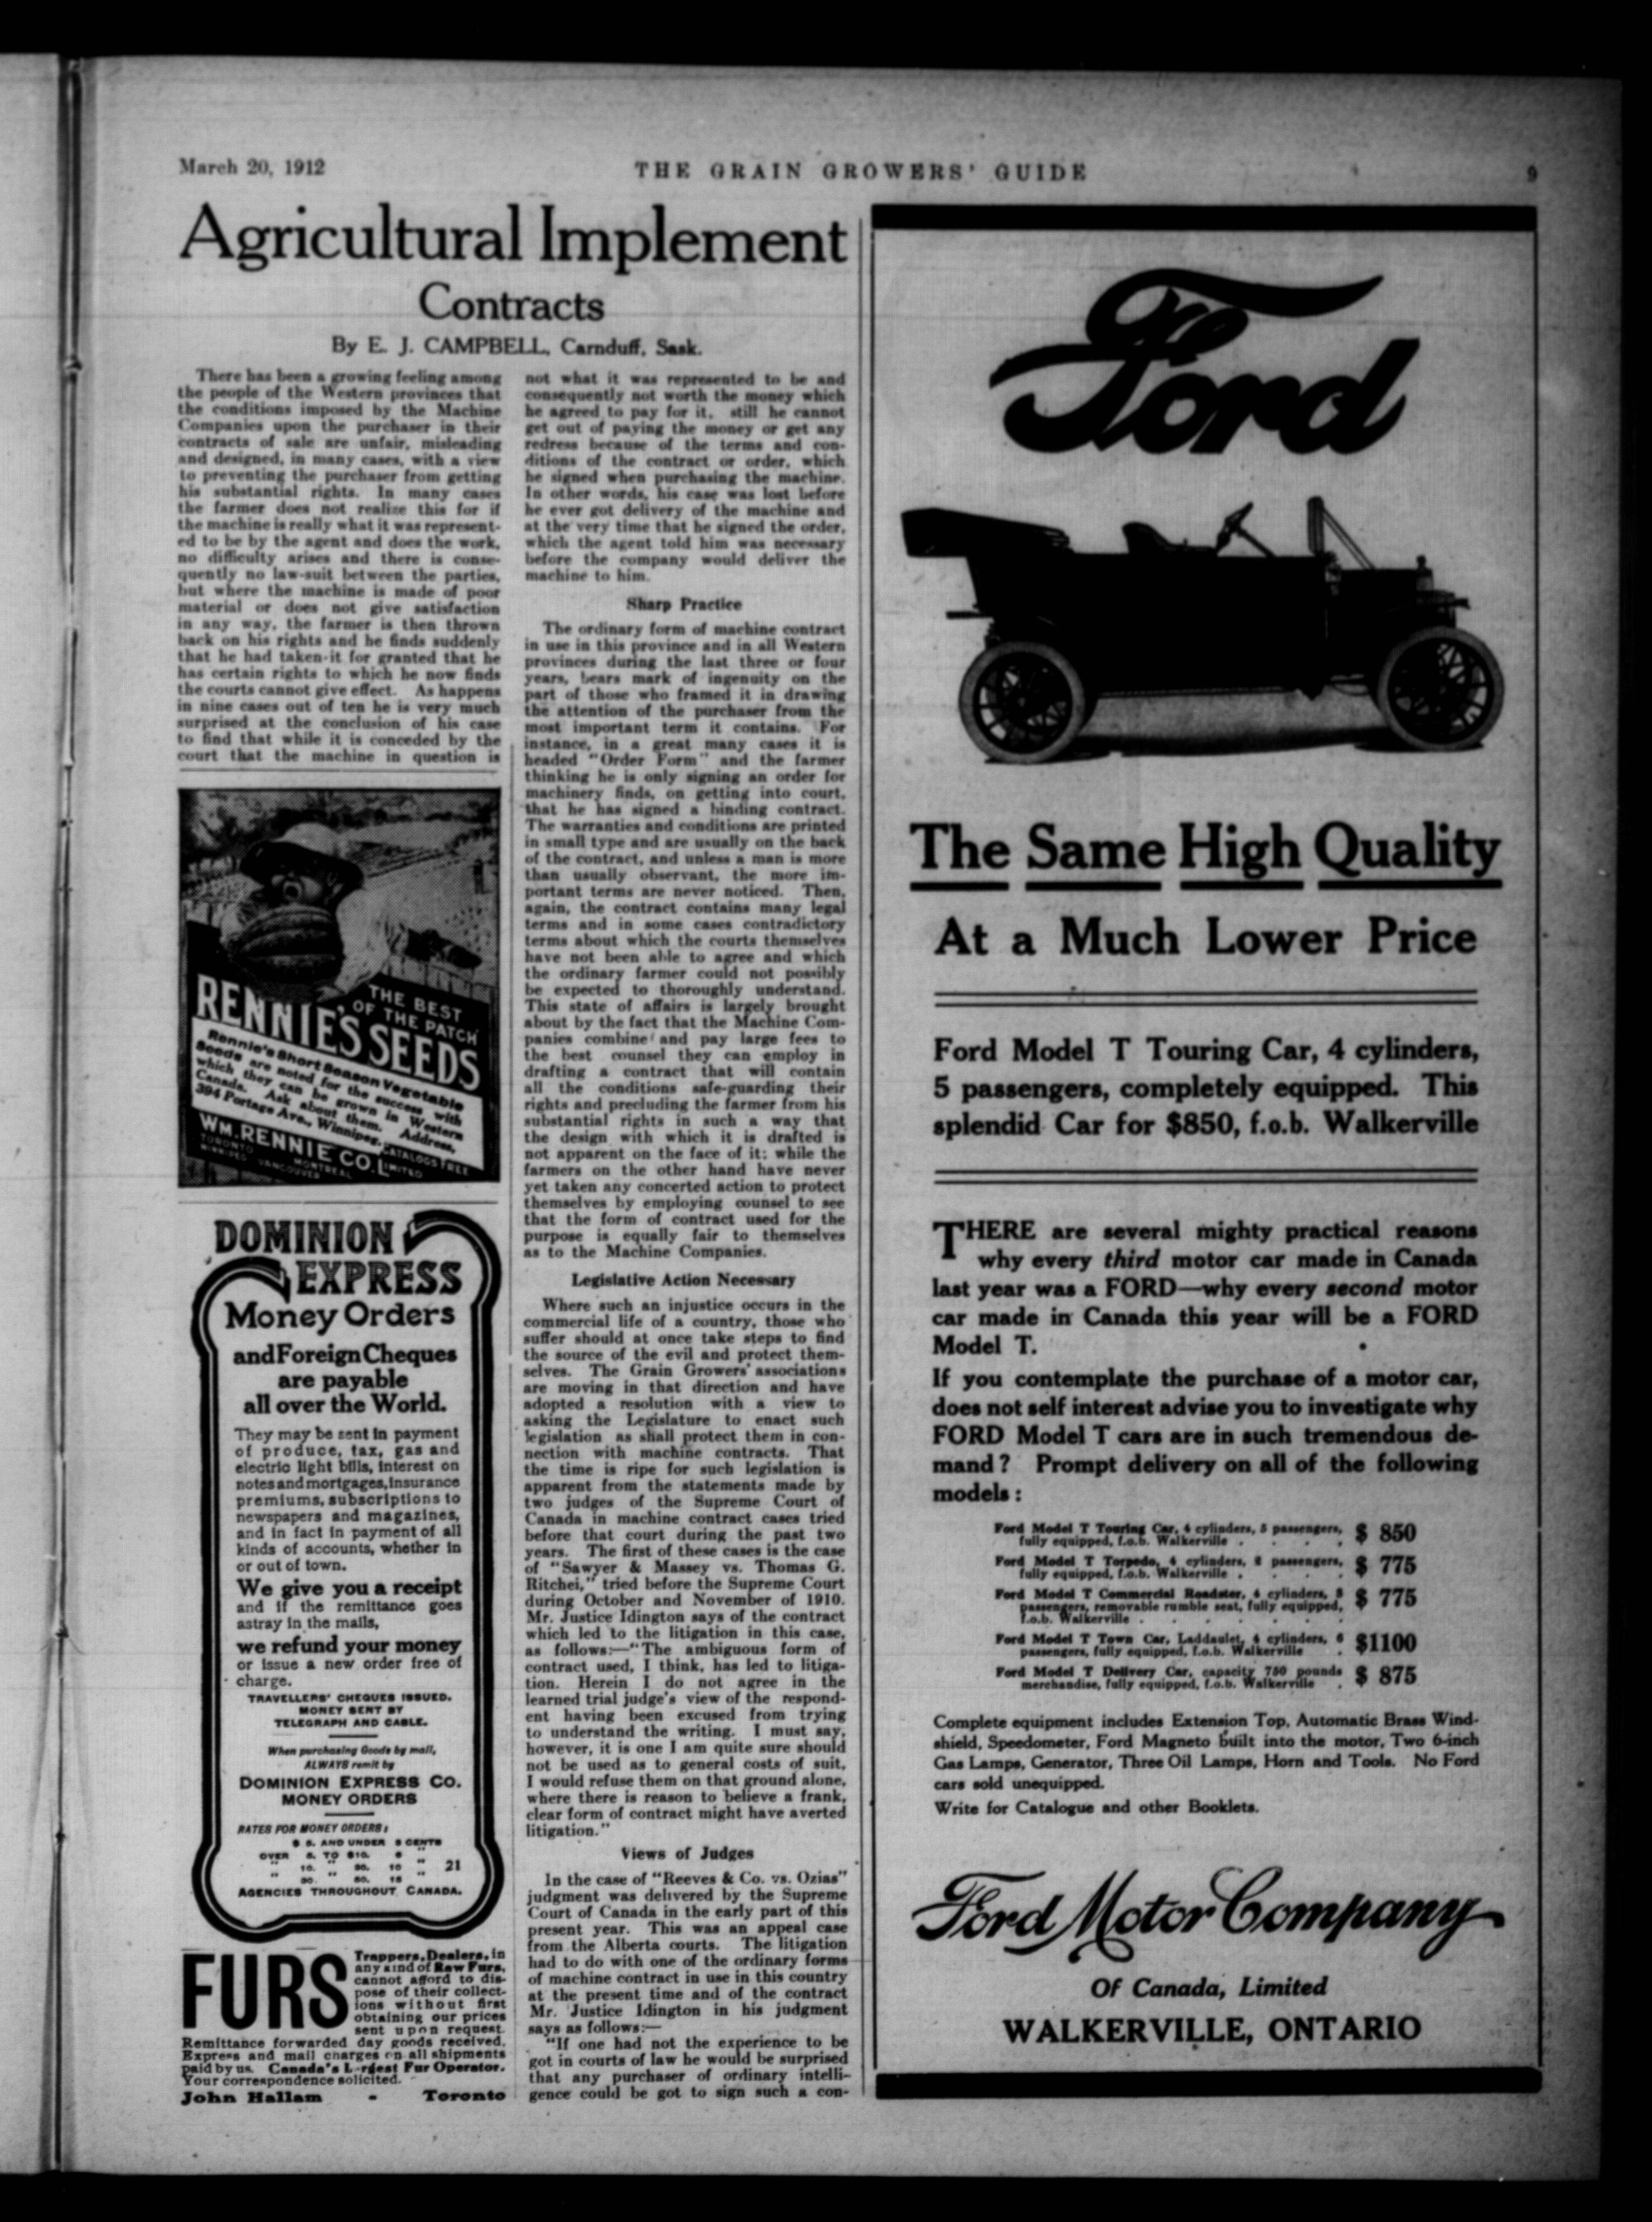 March 20, 1912
THE GRAIN GROWERS' GUIDE
9
Agricultural Implement
Contracts
By E. J. CAMPBELL, Carnduff, Sask.
There has been a growing feeling among
the people of the Western provinces that
the conditions imposed by the Machine
Companies upon the purchaser in their
contracts of sale are unfair, misleading
and designed, in many cases, with a view
to preventing the purchaser from getting
his substantial rights. In many cases
the farmer does not realize this for if
the machine is really what it was represent-
ed to be by the agent and does the work,
no difficulty arises and there is conse-
quently no law-suit between the parties,
but where the machine is made of poor
material or does not give satisfaction
in any way, the farmer is then thrown
back on his rights and he finds suddenly
that he had taken it for granted that he
has certain rights to which he now finds
the courts cannot give effect. As happens
in nine cases out of ten he is very much
surprised at the conclusion of his case
to find that while it is conceded by the
court that the machine in question is
RENNIE'S SEEDS
THE BEST
OF THE PATCH
Rennie's Short Season Vegetable
Seeds are noted for the success with
which they can be grown in Western
Canada. Ask about them. Address,
394 Portage Ave., Winnipeg. CATALOGS FREE
WM. RENNIE CO. LIMITED
TORONTO MONTREAL
WINNIPEG VANCOUVER
DOMINION
EXPRESS
Money Orders
and Foreign Cheques
are payable
all over the World.
They may be sent in payment
of produce, tax, gas and
electric light bills, interest on
notes and mortgages, insurance
premiums, subscriptions to
newspapers and magazines,
and in fact in payment of all
kinds of accounts, whether in
or out of town.
We give you a receipt
and if the remittance goes
astray in the mails,
we refund your money
or issue a new order free of
charge.
TRAVELLERS' CHEQUES ISSUED.
MONEY SENT BY
TELEGRAPH AND CABLE.
When purchasing Goods by mail,
ALWAYS remit by
DOMINION EXPRESS CO.
MONEY ORDERS
RATES FOR MONEY ORDERS:
$ 5. AND UNDER 3 CENTS
OVER 5. TO $10. 6 "
" 10. " 30. 10 " 21
" 30. " 50. 15 "
AGENCIES THROUGHOUT CANADA.
FURS
Trappers, Dealers, in
any kind of Raw Furs,
cannot afford to dis-
pose of their collect-
ions without first
obtaining our prices
sent upon request.
Remittance forwarded day goods received.
Express and mail charges on all shipments
paid by us. Canada's Largest Fur Operator.
Your correspondence solicited.
John Hallam - Toronto
not what it was represented to be and
consequently not worth the money which
he agreed to pay for it, still he cannot
get out of paying the money or get any
redress because of the terms and con-
ditions of the contract or order, which
he signed when purchasing the machine.
In other words, his case was lost before
he ever got delivery of the machine and
at the very time that he signed the order,
which the agent told him was necessary
before the company would deliver the
machine to him.
Sharp Practice
The ordinary form of machine contract
in use in this province and in all Western
provinces during the last three or four
years, bears mark of ingenuity on the
part of those who framed it in drawing
the attention of the purchaser from the
most important term it contains. For
instance, in a great many cases it is
headed "Order Form" and the farmer
thinking he is only signing an order for
machinery finds, on getting into court,
that he has signed a binding contract.
The warranties and conditions are printed
in small type and are usually on the back
of the contract, and unless a man is more
than usually observant, the more im-
portant terms are never noticed. Then,
again, the contract contains many legal
terms and in some cases contradictory
terms about which the courts themselves
have not been able to agree and which
the ordinary farmer could not possibly
be expected to thoroughly understand.
This state of affairs is largely brought
about by the fact that the Machine Com-
panies combine and pay large fees to
the best counsel they can employ in
drafting a contract that will contain
all the conditions safe-guarding their
rights and precluding the farmer from his
substantial rights in such a way that
the design with which it is drafted is
not apparent on the face of it; while the
farmers on the other hand have never
yet taken any concerted action to protect
themselves by employing counsel to see
that the form of contract used for the
purpose is equally fair to themselves
as to the Machine Companies.
Legislative Action Necessary
Where such an injustice occurs in the
commercial life of a country, those who
suffer should at once take steps to find
the source of the evil and protect them-
selves. The Grain Growers' associations
are moving in that direction and have
adopted a resolution with a view to
asking the Legislature to enact such
legislation as shall protect them in con-
nection with machine contracts. That
the time is ripe for such legislation is
apparent from the statements made by
two judges of the Supreme Court of
Canada in machine contract cases tried
before that court during the past two
years. The first of these cases is the case
of "Sawyer & Massey vs. Thomas G.
Ritchei," tried before the Supreme Court
during October and November of 1910.
Mr. Justice Idington says of the contract
which led to the litigation in this case,
as follows:—"The ambiguous form of
contract used, I think, has led to litiga-
tion. Herein I do not agree in the
learned trial judge's view of the respond-
ent having been excused from trying
to understand the writing. I must say,
however, it is one I am quite sure should
not be used as to general costs of suit,
I would refuse them on that ground alone,
where there is reason to believe a frank,
clear form of contract might have averted
litigation."
Views of Judges
In the case of "Reeves & Co. vs. Ozias"
judgment was delivered by the Supreme
Court of Canada in the early part of this
present year. This was an appeal case
from the Alberta courts. The litigation
had to do with one of the ordinary forms
of machine contract in use in this country
at the present time and of the contract
Mr. Justice Idington in his judgment
says as follows:—
"If one had not the experience to be
got in courts of law he would be surprised
that any purchaser of ordinary intelli-
gence could be got to sign such a con-
Ford
The Same High Quality
At a Much Lower Price
Ford Model T Touring Car, 4 cylinders,
5 passengers, completely equipped. This
splendid Car for $850, f.o.b. Walkerville
THERE are several mighty practical reasons
why every third motor car made in Canada
last year was a FORD—why every second motor
car made in Canada this year will be a FORD
Model T.
If you contemplate the purchase of a motor car,
does not self interest advise you to investigate why
FORD Model T cars are in such tremendous de-
mand? Prompt delivery on all of the following
models:
Ford Model T Touring Car, 4 cylinders, 5 passengers,
fully equipped, f.o.b. Walkerville . . . . $ 850
Ford Model T Torpedo, 4 cylinders, 2 passengers,
fully equipped, f.o.b. Walkerville . . . . $ 775
Ford Model T Commercial Roadster, 4 cylinders, 3
passengers, removable rumble seat, fully equipped,
f.o.b. Walkerville . . . . . . $ 775
Ford Model T Town Car, Laddaulet, 4 cylinders, 6
passengers, fully equipped, f.o.b. Walkerville . $1100
Ford Model T Delivery Car, capacity 750 pounds
merchandise, fully equipped, f.o.b. Walkerville . $ 875
Complete equipment includes Extension Top, Automatic Brass Wind-
shield, Speedometer, Ford Magneto built into the motor, Two 6-inch
Gas Lamps, Generator, Three Oil Lamps, Horn and Tools. No Ford
cars sold unequipped.
Write for Catalogue and other Booklets.
Ford Motor Company
Of Canada, Limited
WALKERVILLE, ONTARIO